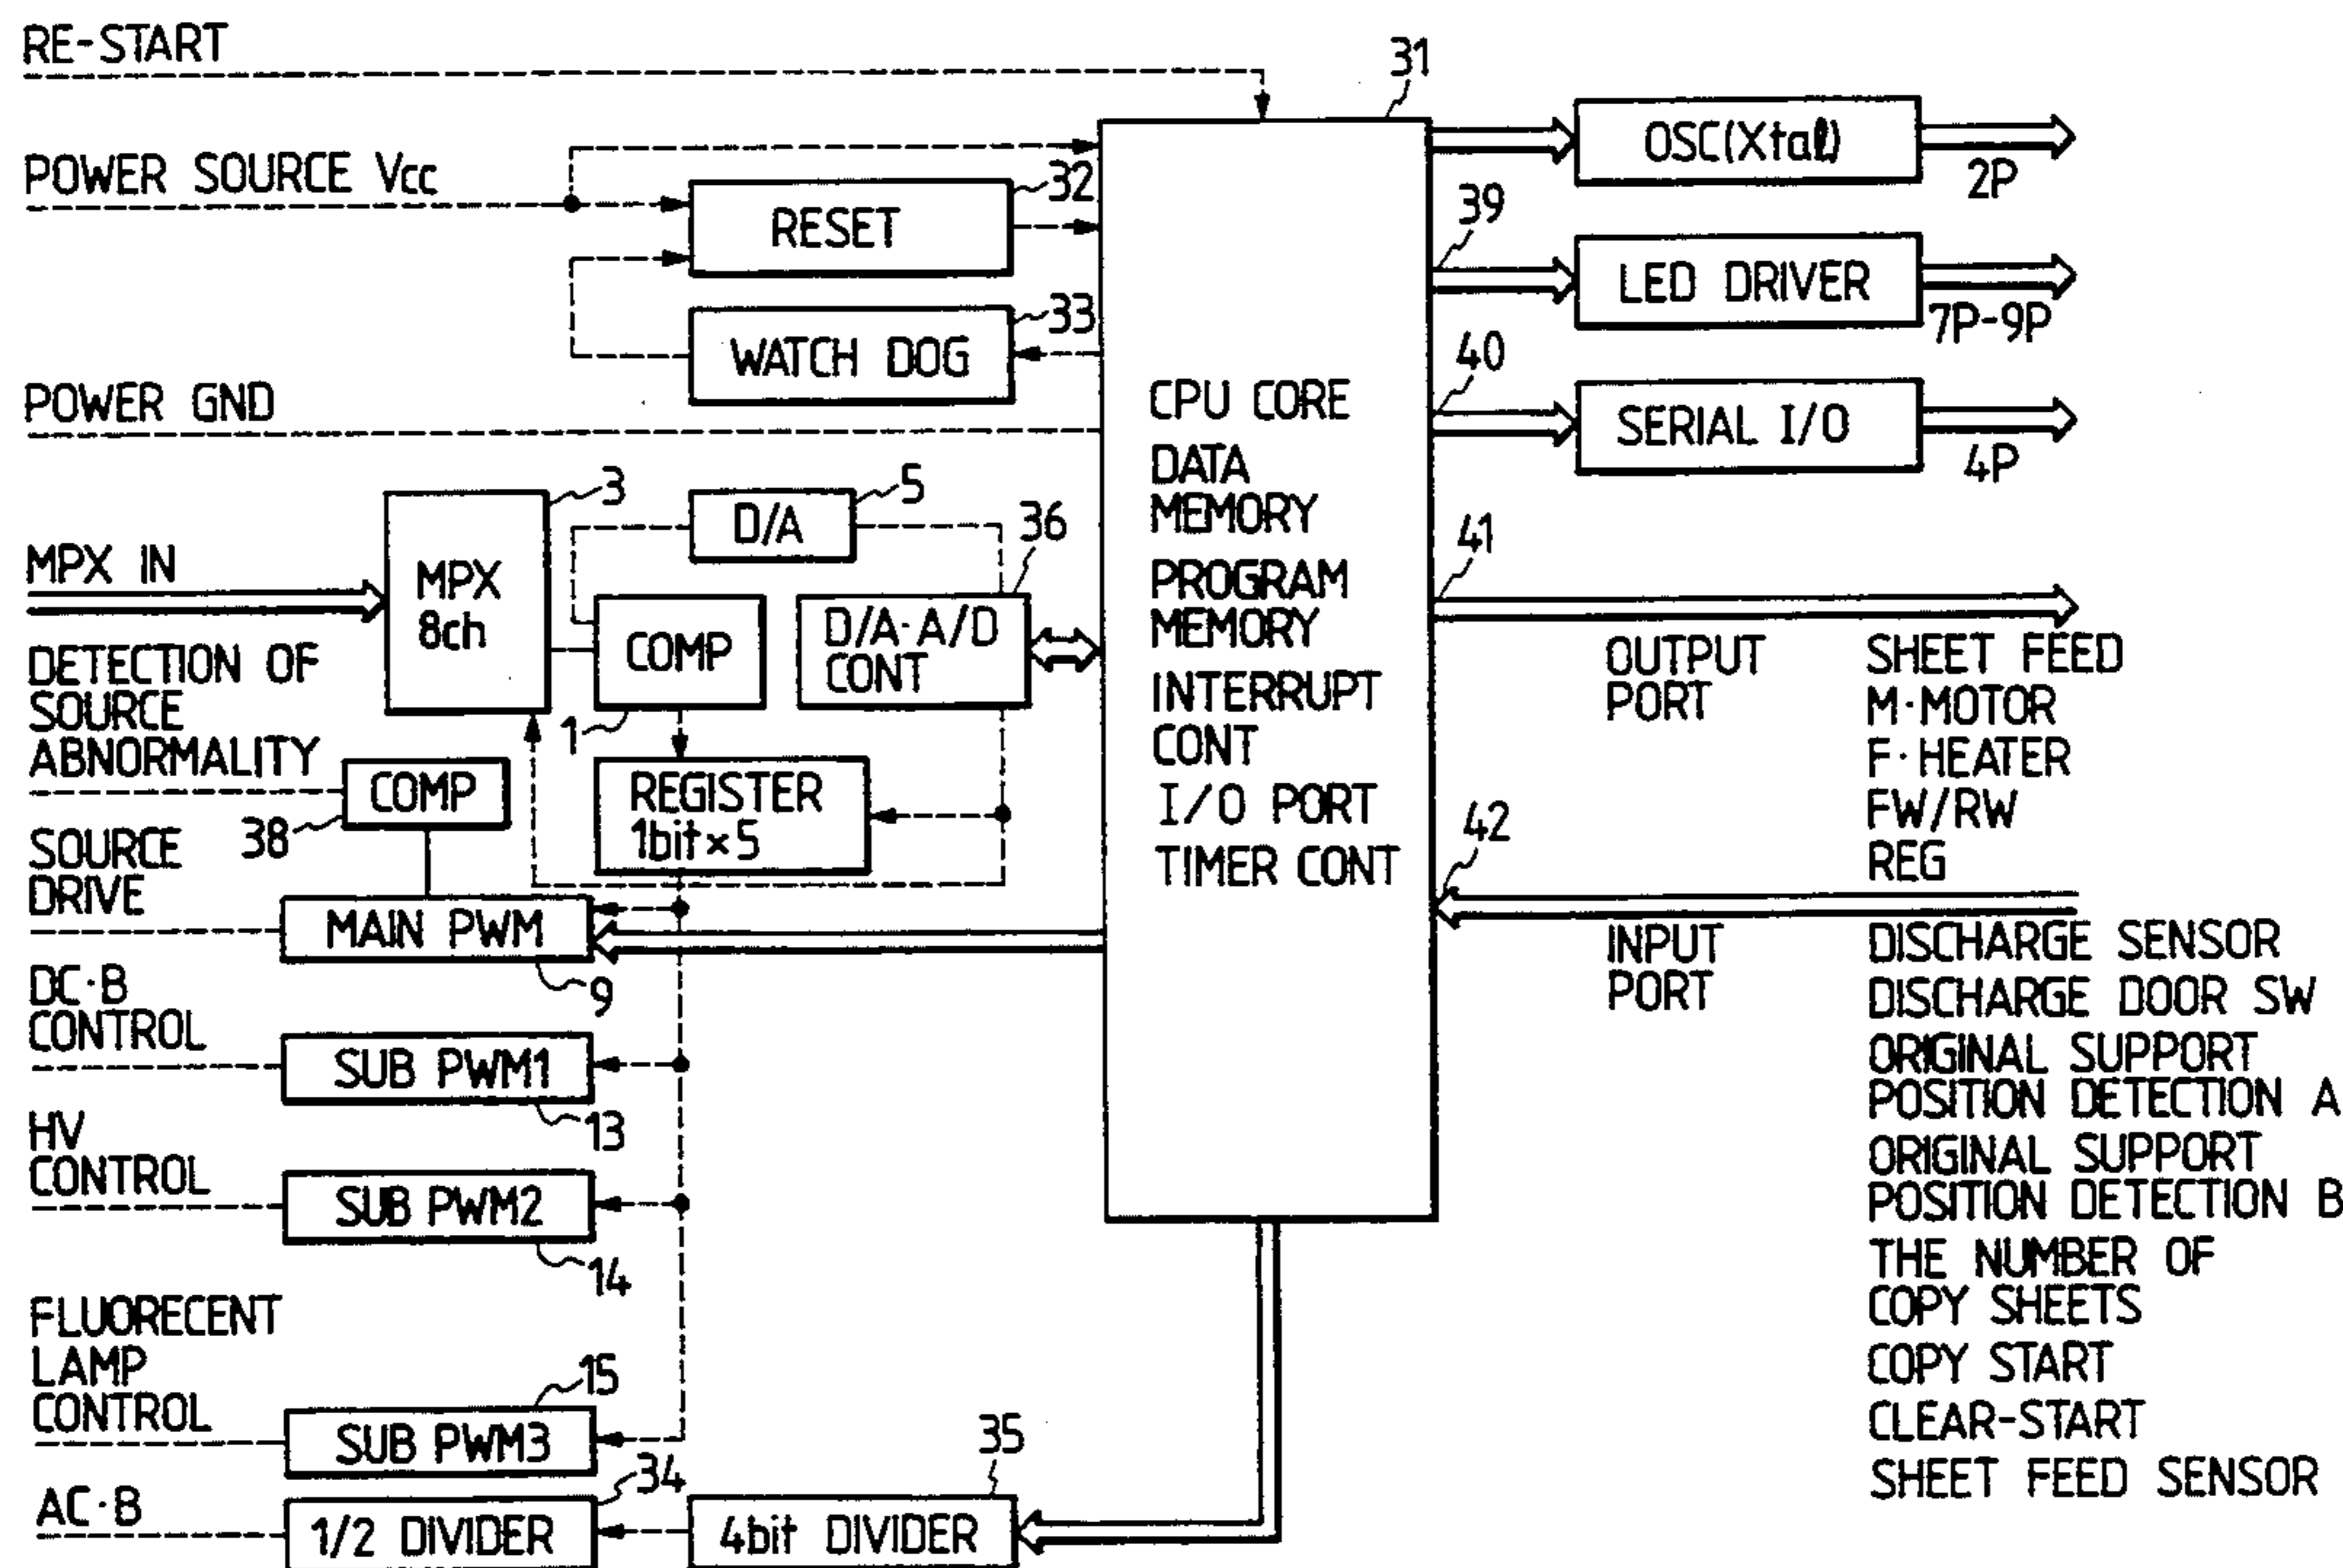 RE-START
31
OSC(Xtal)
2P
POWER SOURCE Vcc
32
RESET
39
LED DRIVER
7P-9P
33
WATCH DOG
40
SERIAL I/O
4P
POWER GND
CPU CORE
DATA
MEMORY
PROGRAM
MEMORY
INTERRUPT
CONT
I/O PORT
TIMER CONT
3
5
D/A
36
41
MPX IN
MPX
8ch
COMP
1
D/A·A/D
CONT
OUTPUT
PORT
SHEET FEED
M·MOTOR
F·HEATER
FW/RW
REG
DETECTION OF
SOURCE
ABNORMALITY
COMP
38
REGISTER
1bit×5
42
SOURCE
DRIVE
MAIN PWM
9
INPUT
PORT
DISCHARGE SENSOR
DISCHARGE DOOR SW
ORIGINAL SUPPORT
POSITION DETECTION A
ORIGINAL SUPPORT
POSITION DETECTION B
THE NUMBER OF
COPY SHEETS
COPY START
CLEAR-START
SHEET FEED SENSOR
DC·B
CONTROL
SUB PWM1
13
HV
CONTROL
SUB PWM2
14
FLUORECENT
LAMP
CONTROL
15
SUB PWM3
34
35
AC·B
1/2 DIVIDER
4bit DIVIDER